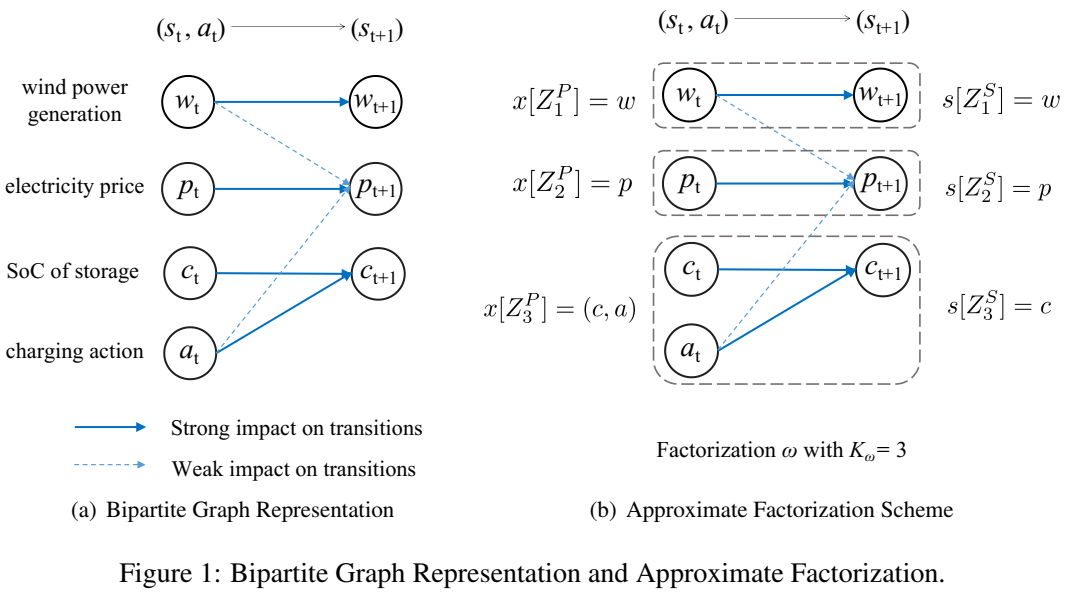 (s_t, a_t) → (s_{t+1})
wind power
generation
w_t
w_{t+1}
electricity price
p_t
p_{t+1}
SoC of storage
c_t
c_{t+1}
charging action
a_t
Strong impact on transitions
Weak impact on transitions
(a) Bipartite Graph Representation
(s_t, a_t) → (s_{t+1})
x[Z_1^P] = w
w_t
w_{t+1}
s[Z_1^S] = w
x[Z_2^P] = p
p_t
p_{t+1}
s[Z_2^S] = p
c_t
c_{t+1}
x[Z_3^P] = (c, a)
s[Z_3^S] = c
a_t
Factorization ω with K_ω= 3
(b) Approximate Factorization Scheme
Figure 1: Bipartite Graph Representation and Approximate Factorization.